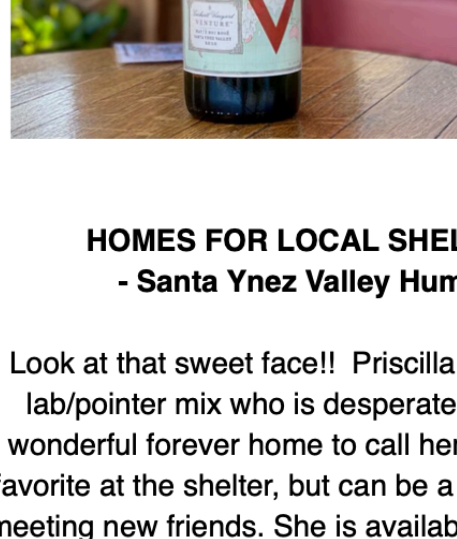 VENTURE
V
HOMES FOR LOCAL SHEL
- Santa Ynez Valley Hum
Look at that sweet face!! Priscilla
lab/pointer mix who is desperate
wonderful forever home to call her
favorite at the shelter, but can be a
meeting new friends. She is availab